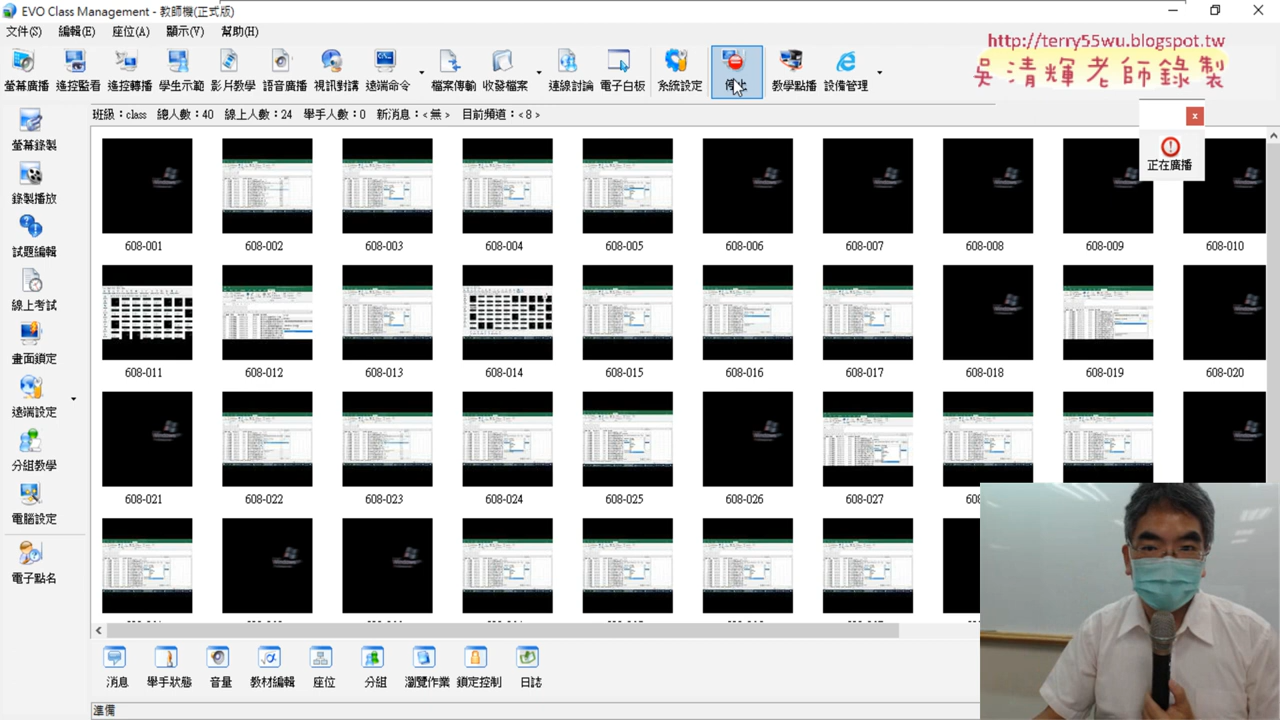 EVO Class Management - 教師機(正式版)
文件(S) 編輯(E) 座位(A) 顯示(V) 幫助(H)
http://terry55wu.blogspot.tw
吳清輝老師錄製
螢幕廣播 遠控監看 遠控轉播 學生示範 影片教學 語音廣播 視訊對講 遠端命令 檔案傳輸 收發檔案 連線討論 電子白板 系統設定 停止 教學點播 設備管理
班級：class 總人數：40 線上人數：24 舉手人數：0 新消息：< 無 > 目前頻道：< 8 >
正在廣播
螢幕錄製
錄製播放
試題編輯
線上考試
畫面鎖定
遠端設定
分組教學
電腦設定
電子點名
608-001 608-002 608-003 608-004 608-005 608-006 608-007 608-008 608-009 608-010
608-011 608-012 608-013 608-014 608-015 608-016 608-017 608-018 608-019 608-020
608-021 608-022 608-023 608-024 608-025 608-026 608-027
消息 舉手狀態 音量 教材編輯 座位 分組 瀏覽作業 鎖定控制 日誌
準備